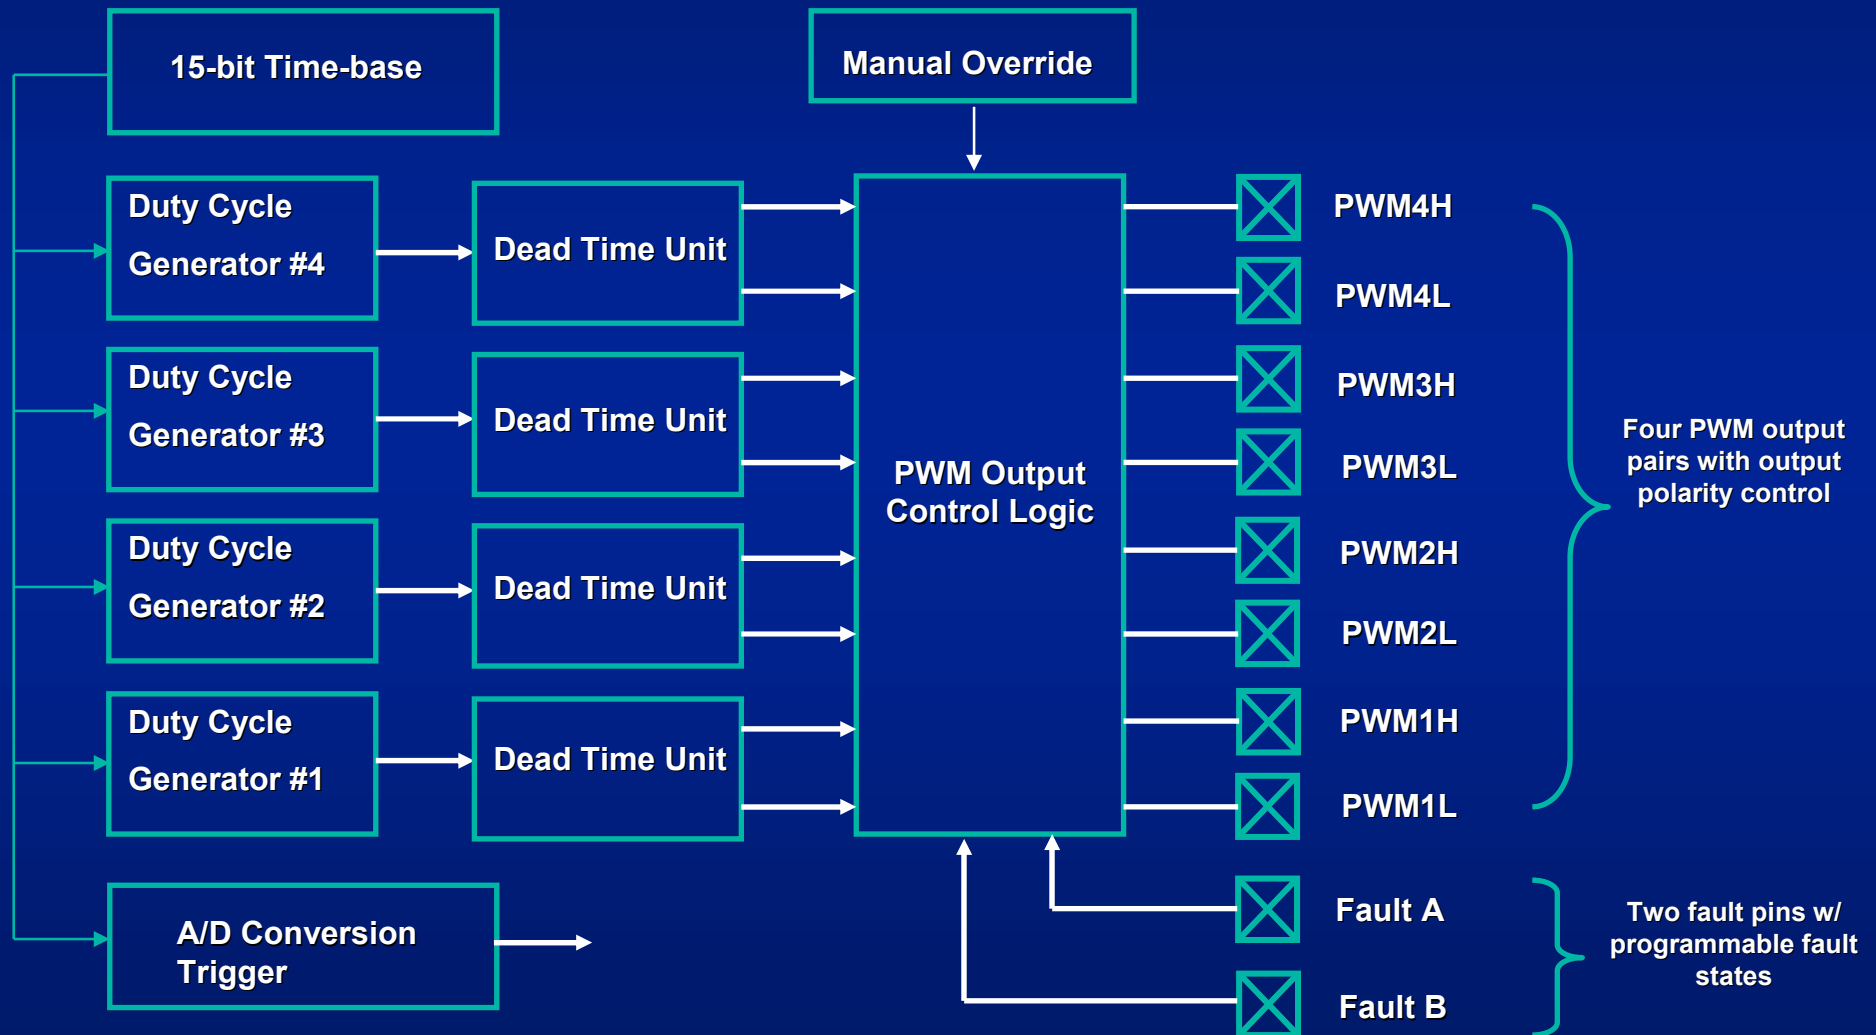 15-bit Time-base
Manual Override
Duty Cycle
Generator #4
Dead Time Unit
Duty Cycle
Generator #3
Dead Time Unit
Duty Cycle
Generator #2
Dead Time Unit
Duty Cycle
Generator #1
Dead Time Unit
A/D Conversion
Trigger
PWM Output
Control Logic
PWM4H
PWM4L
PWM3H
PWM3L
PWM2H
PWM2L
PWM1H
PWM1L
Fault A
Fault B
Four PWM output
pairs with output
polarity control
Two fault pins w/
programmable fault
states